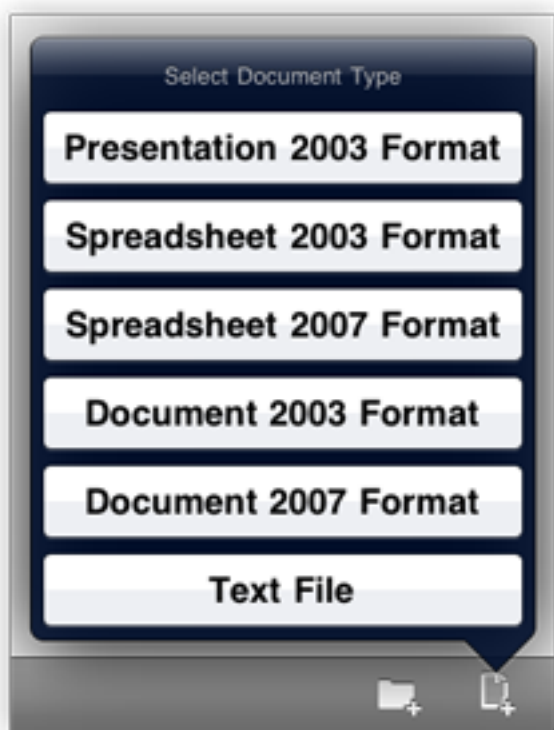 Select Document Type
Presentation 2003 Format
Spreadsheet 2003 Format
Spreadsheet 2007 Format
Document 2003 Format
Document 2007 Format
Text File